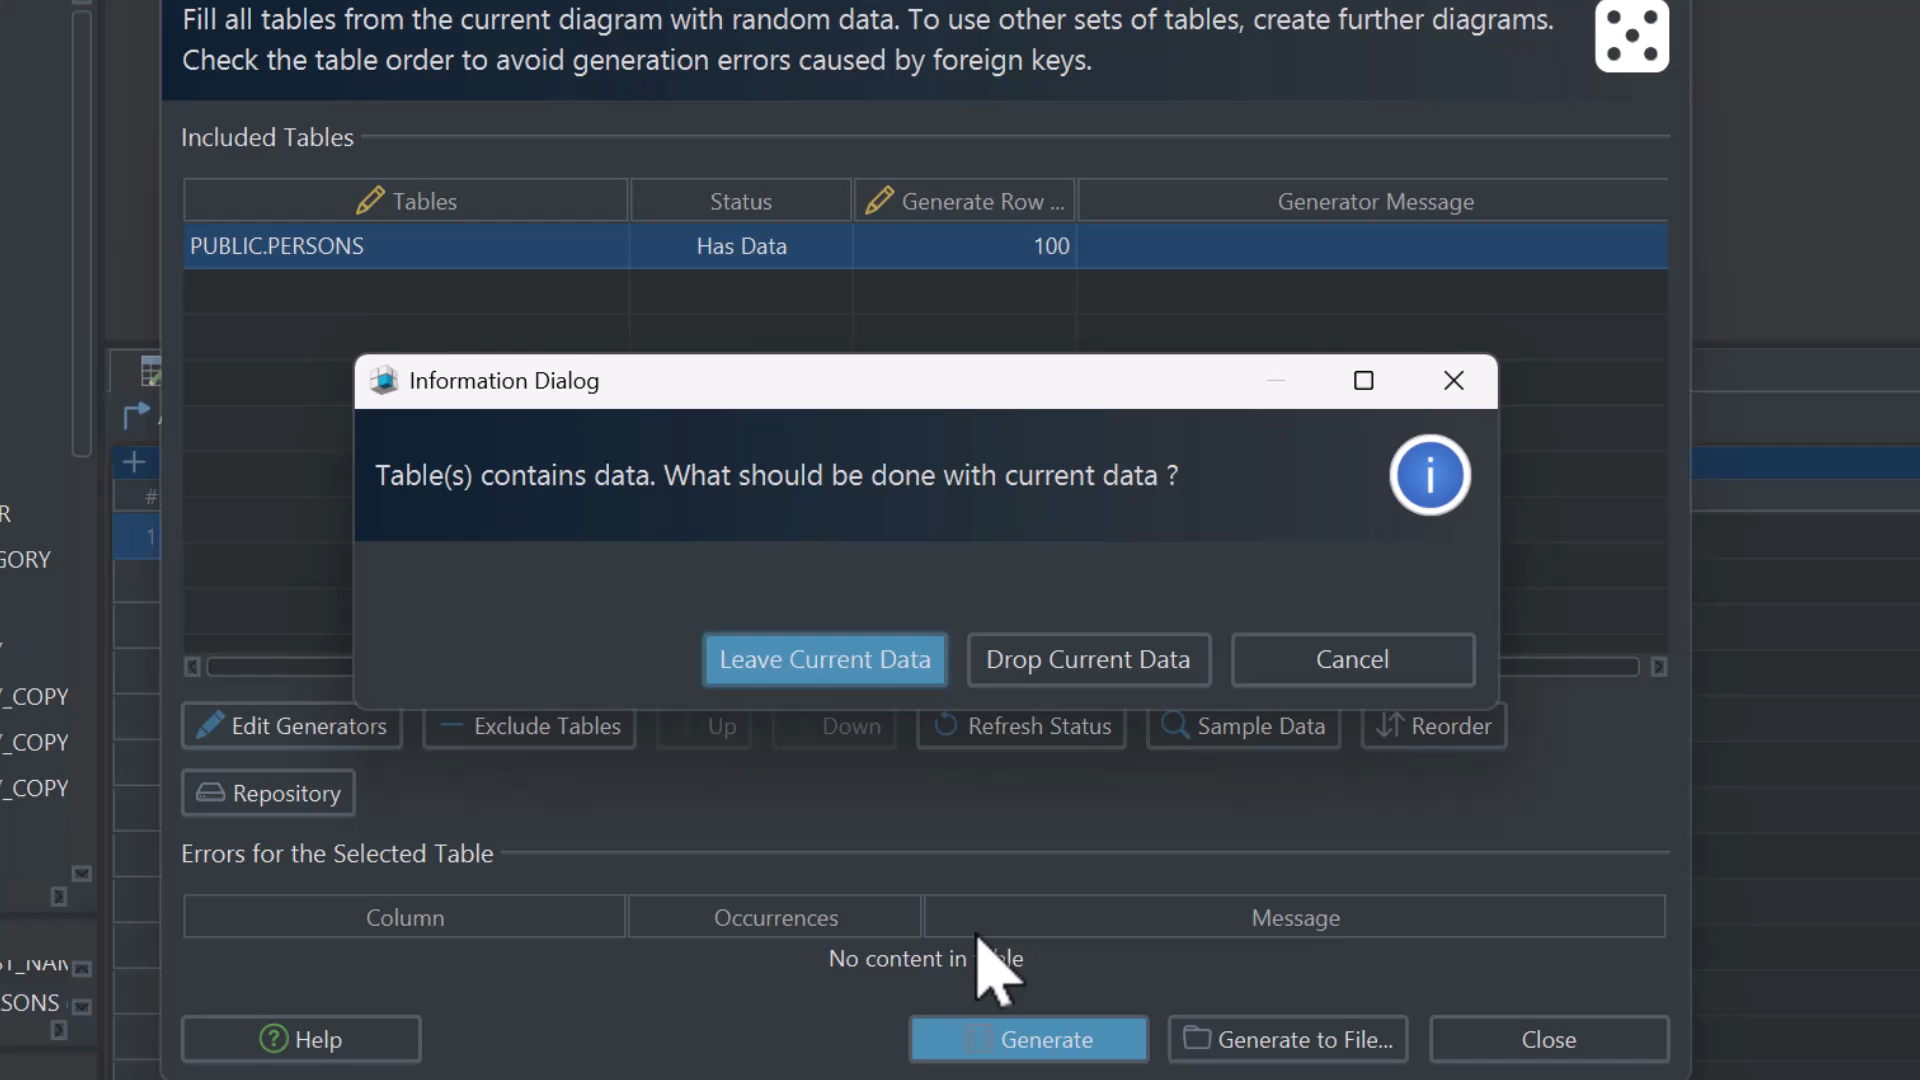 Fill all tables from the current diagram with random data. To use other sets of tables, create further diagrams.
Check the table order to avoid generation errors caused by foreign keys.
Included Tables
Tables
Status
Generate Row ...
Generator Message
PUBLIC.PERSONS
Has Data
100
Information Dialog
Table(s) contains data. What should be done with current data ?
i
Leave Current Data
Drop Current Data
Cancel
Edit Generators
Exclude Tables
Up
Down
Refresh Status
Sample Data
Reorder
Repository
Errors for the Selected Table
Column
Occurrences
Message
No content in
? Help
Generate
Generate to File...
Close
#
1
R
GORY
_COPY
_COPY
_COPY
SONS